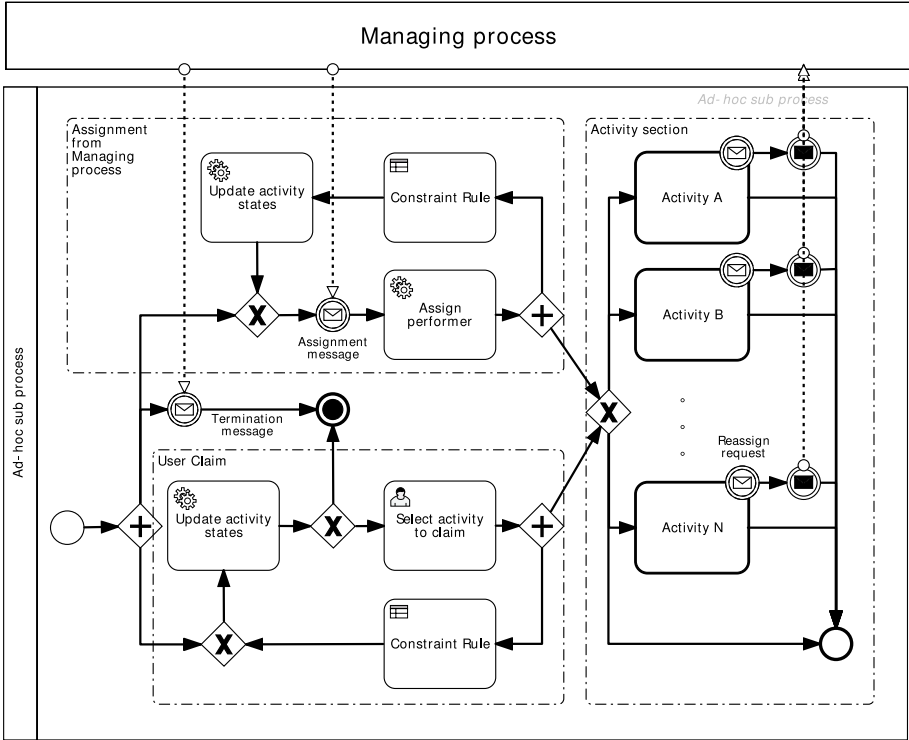 Managing process
Ad-hoc sub process
Ad- hoc sub process
Assignment
from
Managing
process
Update activity
states
Constraint Rule
Assignment
message
Assign
performer
Termination
message
User Claim
Update activity
states
Select activity
to claim
Constraint Rule
Activity section
Activity A
Activity B
Reassign
request
Activity N